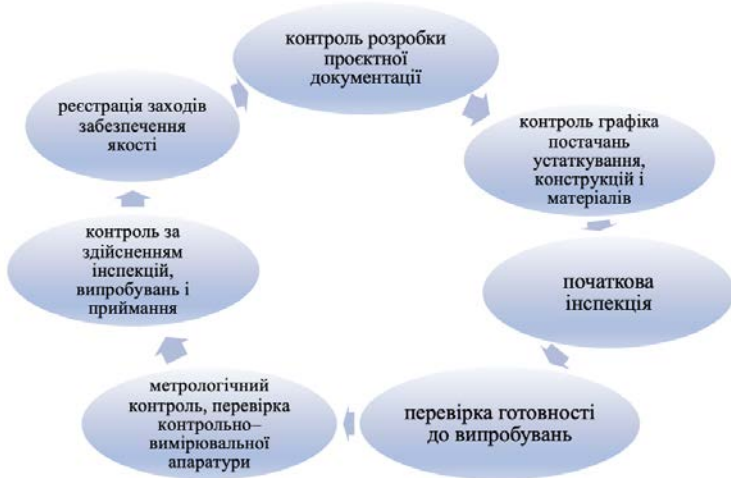 контроль розробки
проєктної
документації
контроль графіка
постачань
устаткування,
конструкцій і
матеріалів
початкова
інспекція
перевірка готовності
до випробувань
метрологічний
контроль, перевірка
контрольно–
вимірювальної
апаратури
контроль за
здійсненням
інспекцій,
випробувань і
приймання
реєстрація заходів
забезпечення
якості